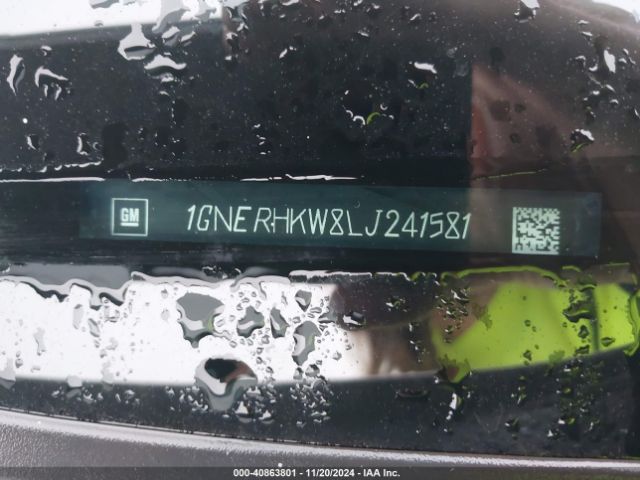 GM 1GNERHKW8LJ241581
000-40863801 - 11/20/2024 - IAA Inc.